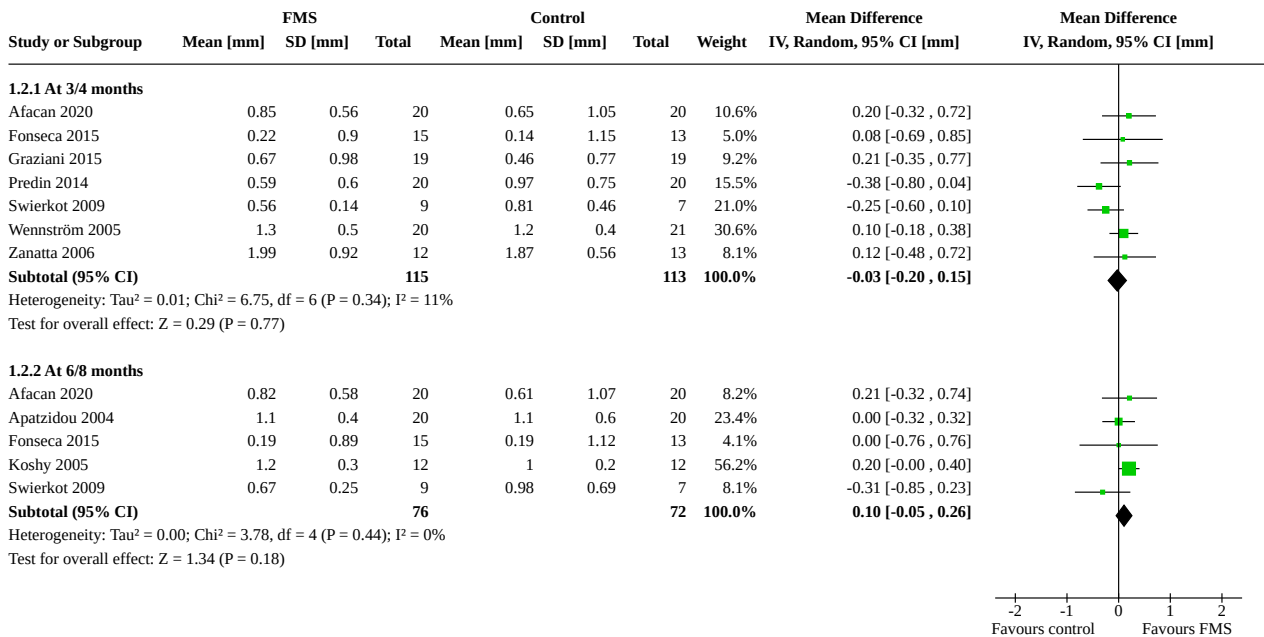 FMS Control Mean Difference Mean Difference
Study or Subgroup Mean [mm] SD [mm] Total Mean [mm] SD [mm] Total Weight IV, Random, 95% CI [mm] IV, Random, 95% CI [mm]
1.2.1 At 3/4 months
Afacan 2020 0.85 0.56 20 0.65 1.05 20 10.6% 0.20 [-0.32 , 0.72]
Fonseca 2015 0.22 0.9 15 0.14 1.15 13 5.0% 0.08 [-0.69 , 0.85]
Graziani 2015 0.67 0.98 19 0.46 0.77 19 9.2% 0.21 [-0.35 , 0.77]
Predin 2014 0.59 0.6 20 0.97 0.75 20 15.5% -0.38 [-0.80 , 0.04]
Swierkot 2009 0.56 0.14 9 0.81 0.46 7 21.0% -0.25 [-0.60 , 0.10]
Wennström 2005 1.3 0.5 20 1.2 0.4 21 30.6% 0.10 [-0.18 , 0.38]
Zanatta 2006 1.99 0.92 12 1.87 0.56 13 8.1% 0.12 [-0.48 , 0.72]
Subtotal (95% CI) 115 113 100.0% -0.03 [-0.20 , 0.15]
Heterogeneity: Tau² = 0.01; Chi² = 6.75, df = 6 (P = 0.34); I² = 11%
Test for overall effect: Z = 0.29 (P = 0.77)
1.2.2 At 6/8 months
Afacan 2020 0.82 0.58 20 0.61 1.07 20 8.2% 0.21 [-0.32 , 0.74]
Apatzidou 2004 1.1 0.4 20 1.1 0.6 20 23.4% 0.00 [-0.32 , 0.32]
Fonseca 2015 0.19 0.89 15 0.19 1.12 13 4.1% 0.00 [-0.76 , 0.76]
Koshy 2005 1.2 0.3 12 1 0.2 12 56.2% 0.20 [-0.00 , 0.40]
Swierkot 2009 0.67 0.25 9 0.98 0.69 7 8.1% -0.31 [-0.85 , 0.23]
Subtotal (95% CI) 76 72 100.0% 0.10 [-0.05 , 0.26]
Heterogeneity: Tau² = 0.00; Chi² = 3.78, df = 4 (P = 0.44); I² = 0%
Test for overall effect: Z = 1.34 (P = 0.18)
-2 -1 0 1 2
Favours control Favours FMS